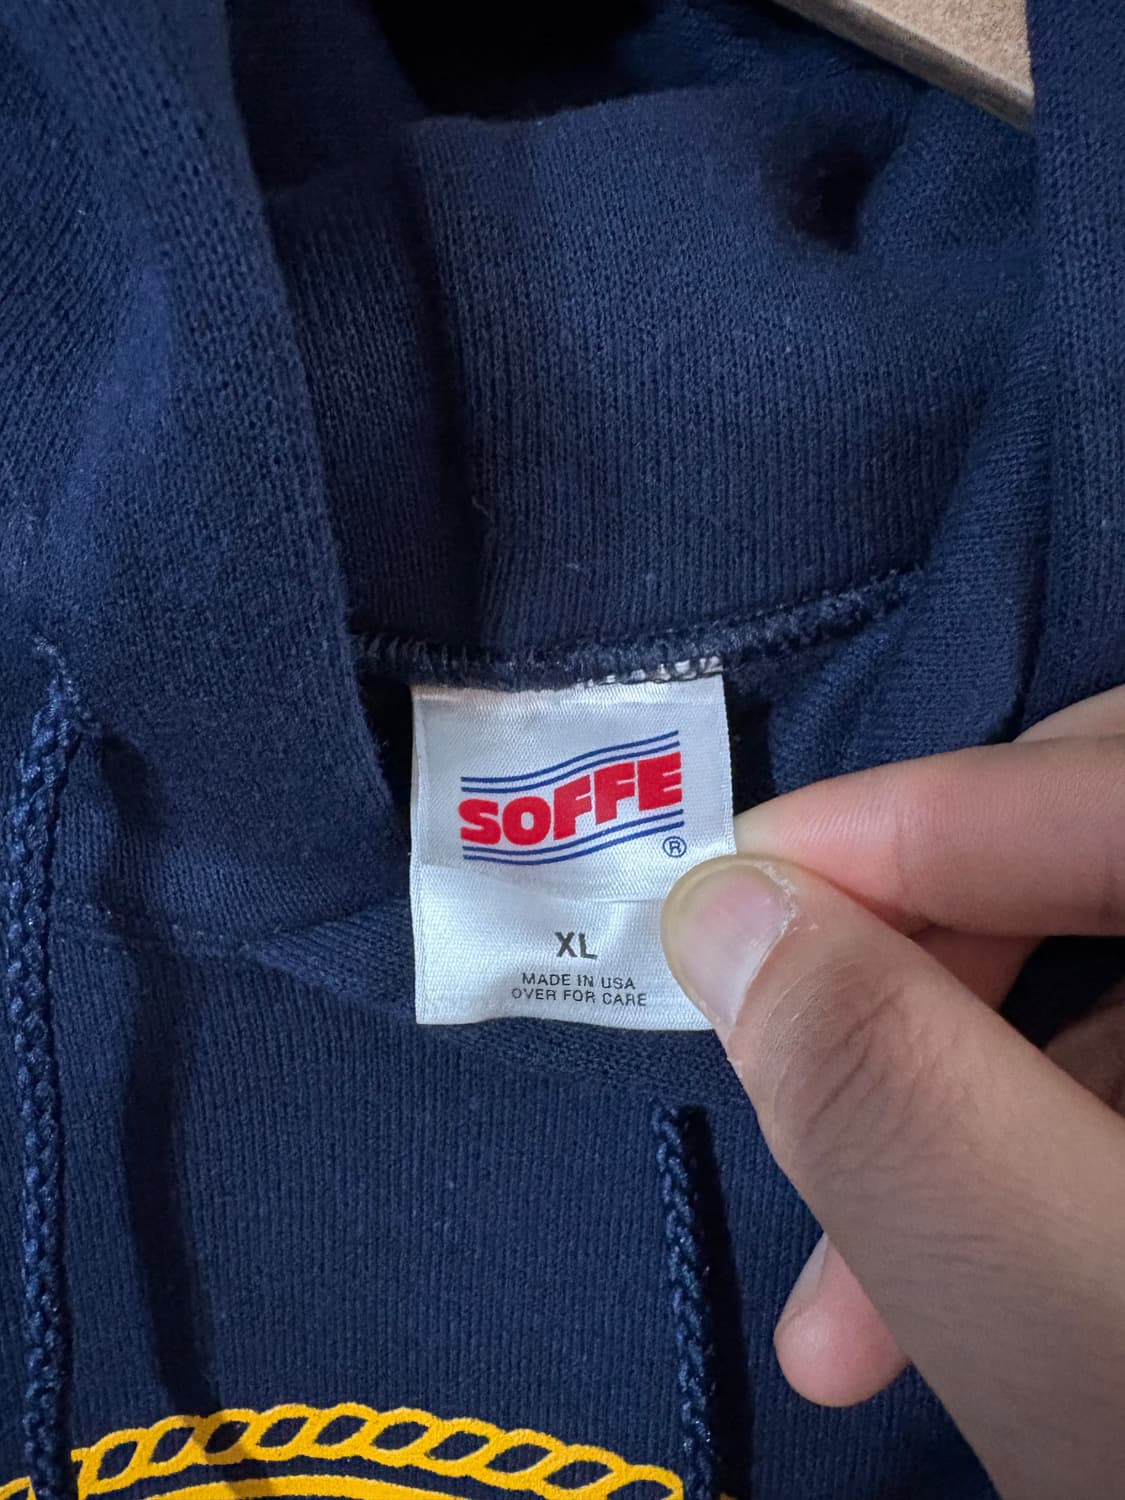 SOFFE
®
XL
MADE IN USA
OVER FOR CARE